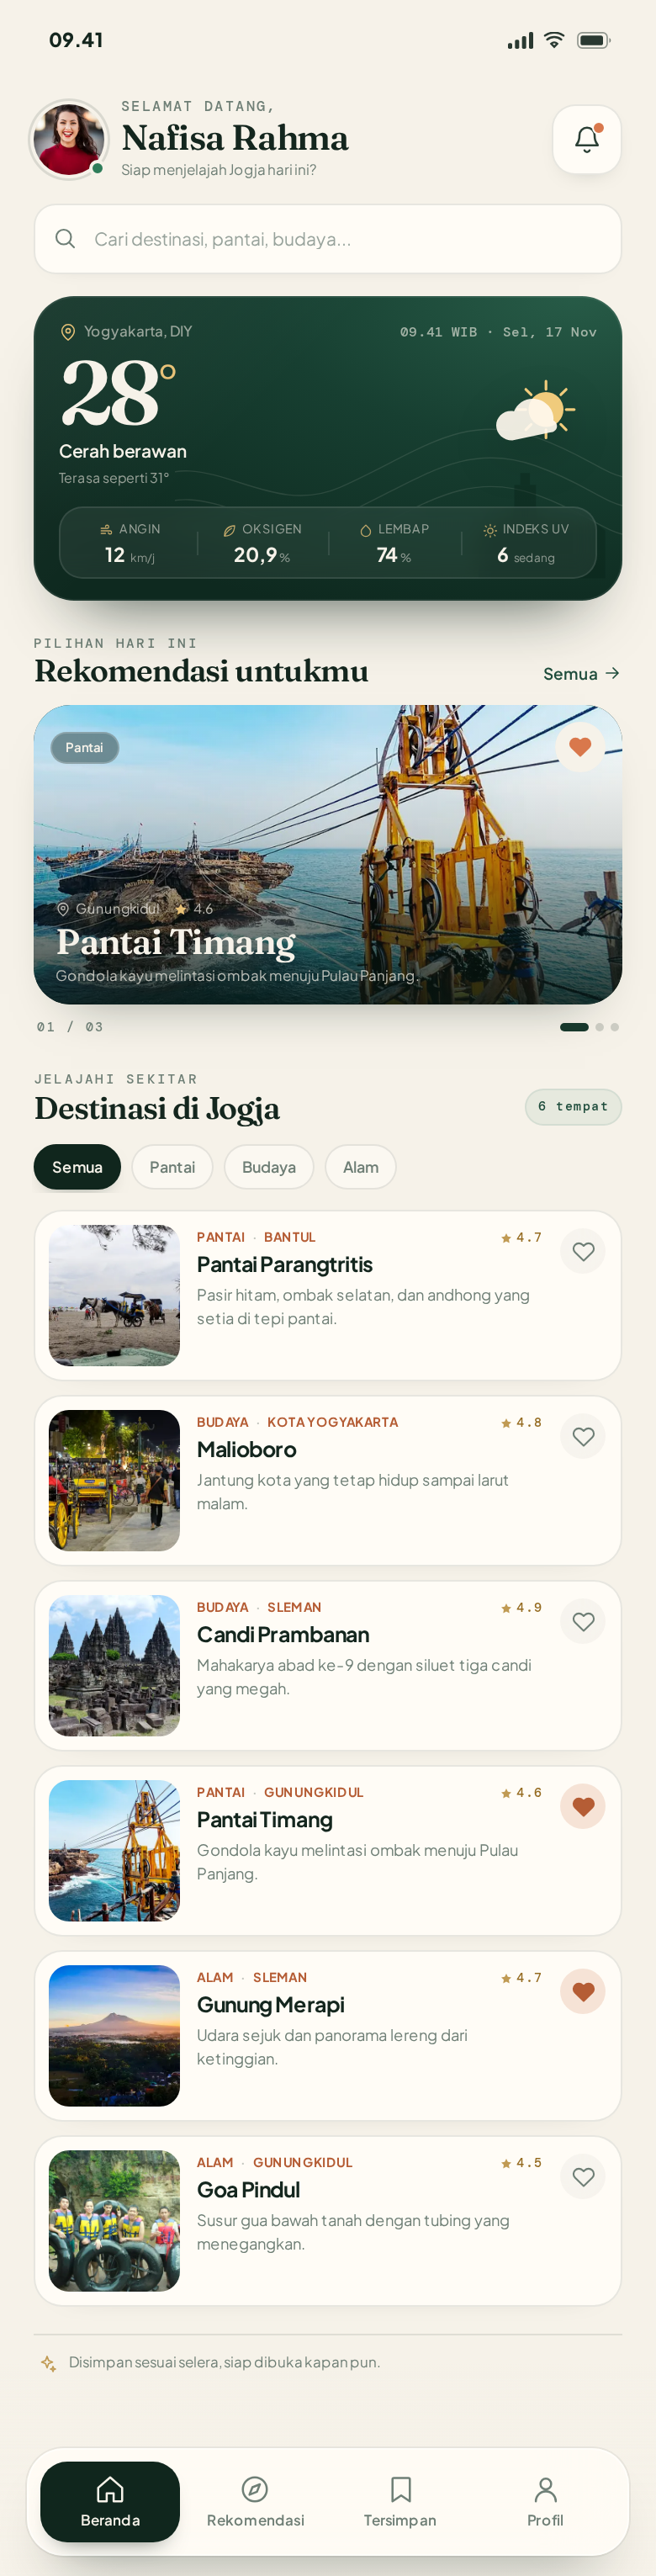 09.41
SELAMAT DATANG,
Nafisa Rahma
Siap menjelajah Jogja hari ini?
Cari destinasi, pantai, budaya...
Yogyakarta, DIY
09.41 WIB · Sel, 17 Nov
28°
Cerah berawan
Terasa seperti 31°
ANGIN
12 km/j
OKSIGEN
20,9 %
LEMBAP
74 %
INDEKS UV
6 sedang
PILIHAN HARI INI
Rekomendasi untukmu
Semua →
Pantai
Gunungkidul ★ 4.6
Pantai Timang
Gondola kayu melintasi ombak menuju Pulau Panjang.
01 / 03
JELAJAHI SEKITAR
Destinasi di Jogja
6 tempat
Semua
Pantai
Budaya
Alam
PANTAI · BANTUL ★ 4.7
Pantai Parangtritis
Pasir hitam, ombak selatan, dan andhong yang
setia di tepi pantai.
BUDAYA · KOTA YOGYAKARTA ★ 4.8
Malioboro
Jantung kota yang tetap hidup sampai larut
malam.
BUDAYA · SLEMAN ★ 4.9
Candi Prambanan
Mahakarya abad ke-9 dengan siluet tiga candi
yang megah.
PANTAI · GUNUNGKIDUL ★ 4.6
Pantai Timang
Gondola kayu melintasi ombak menuju Pulau
Panjang.
ALAM · SLEMAN ★ 4.7
Gunung Merapi
Udara sejuk dan panorama lereng dari
ketinggian.
ALAM · GUNUNGKIDUL ★ 4.5
Goa Pindul
Susur gua bawah tanah dengan tubing yang
menegangkan.
Disimpan sesuai selera, siap dibuka kapan pun.
Beranda
Rekomendasi
Tersimpan
Profil